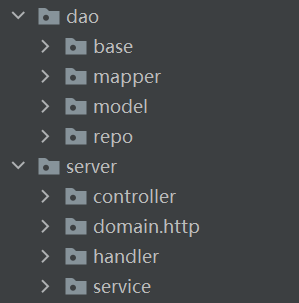 dao
base
mapper
model
repo
server
controller
domain.http
handler
service